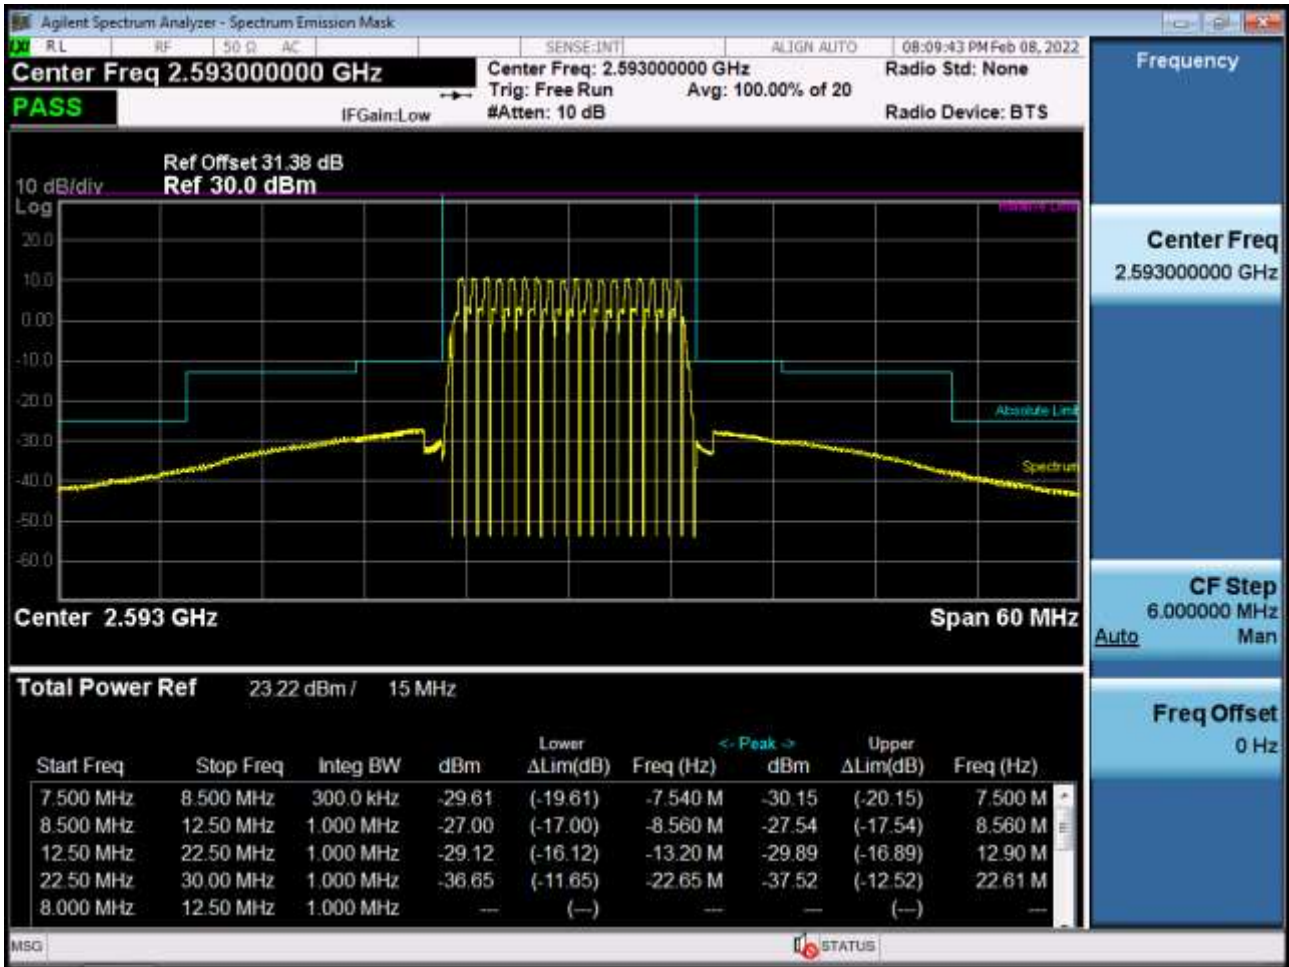 Agilent Spectrum Analyzer - Spectrum Emission Mask
RL RF 50 Ω AC SENSE:INT ALIGN AUTO 08:09:43 PM Feb 08, 2022
Center Freq 2.593000000 GHz
Center Freq: 2.593000000 GHz
Radio Std: None
Trig: Free Run
Avg: 100.00% of 20
PASS
IFGain:Low
#Atten: 10 dB
Radio Device: BTS
Ref Offset 31.38 dB
10 dB/div
Ref 30.0 dBm
Log
20.0
10.0
0.00
-10.0
-20.0
Absolute Limit
-30.0
Spectrum
-40.0
-50.0
-60.0
Center 2.593 GHz
Span 60 MHz
Total Power Ref 23.22 dBm / 15 MHz
Lower <- Peak -> Upper
Start Freq Stop Freq Integ BW dBm ΔLim(dB) Freq (Hz) dBm ΔLim(dB) Freq (Hz)
7.500 MHz 8.500 MHz 300.0 kHz -29.61 (-19.61) -7.540 M -30.15 (-20.15) 7.500 M
8.500 MHz 12.50 MHz 1.000 MHz -27.00 (-17.00) -8.560 M -27.54 (-17.54) 8.560 M
12.50 MHz 22.50 MHz 1.000 MHz -29.12 (-16.12) -13.20 M -29.89 (-16.89) 12.90 M
22.50 MHz 30.00 MHz 1.000 MHz -36.65 (-11.65) -22.65 M -37.52 (-12.52) 22.61 M
8.000 MHz 12.50 MHz 1.000 MHz --- (---) --- --- (---) ---
MSG
STATUS
Frequency
Center Freq
2.593000000 GHz
CF Step
6.000000 MHz
Auto Man
Freq Offset
0 Hz